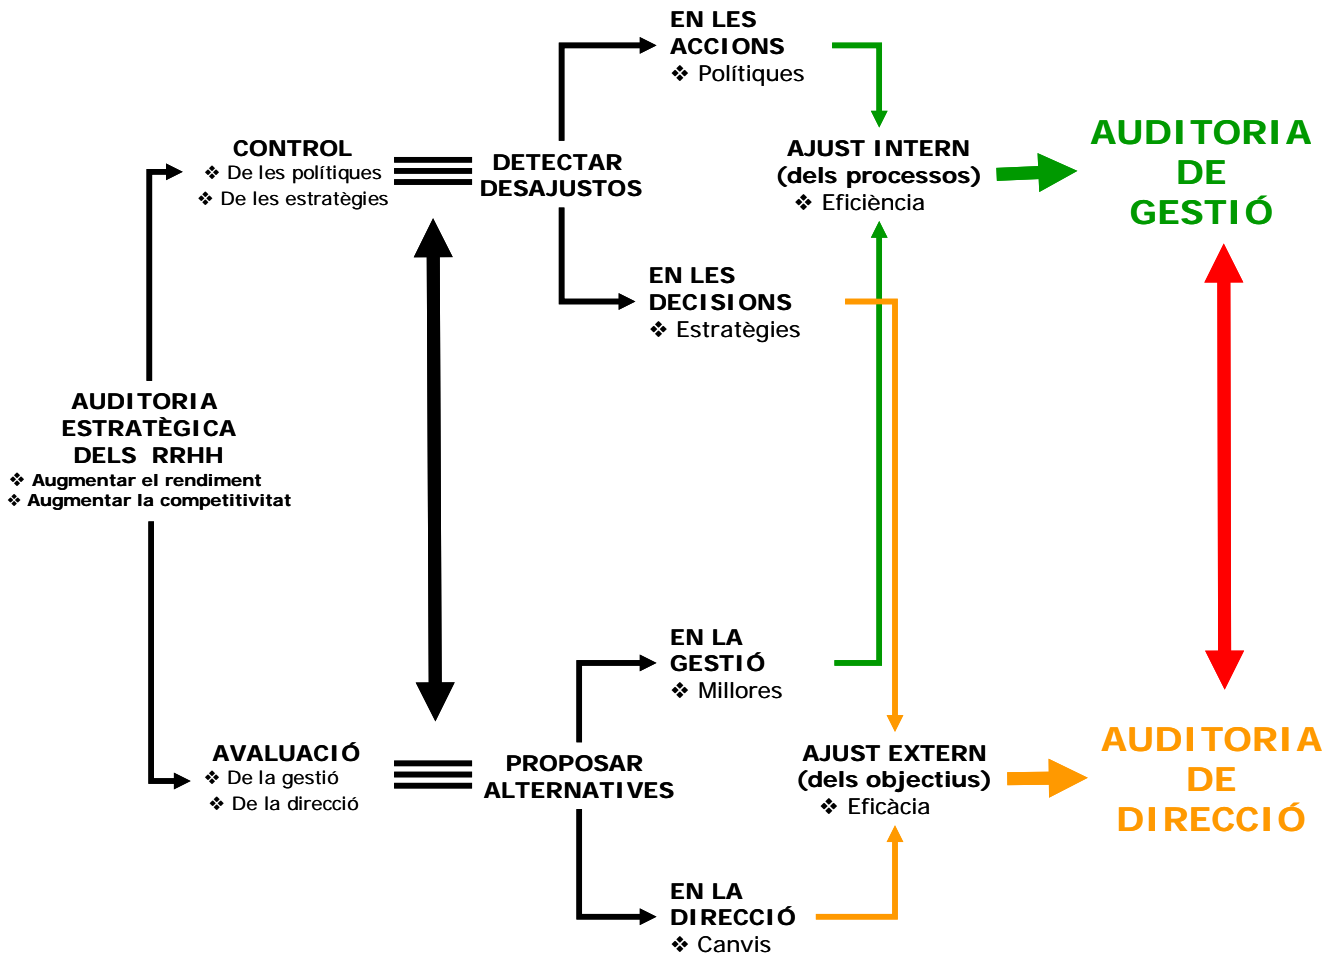 EN LES
ACCIONS
❖ Polítiques
CONTROL
❖ De les polítiques
❖ De les estratègies
DETECTAR
DESAJUSTOS
AJUST INTERN
(dels processos)
❖ Eficiència
AUDITORIA
DE
GESTIÓ
EN LES
DECISIONS
❖ Estratègies
AUDITORIA
ESTRATÈGICA
DELS RRHH
❖ Augmentar el rendiment
❖ Augmentar la competitivitat
EN LA
GESTIÓ
❖ Millores
AVALUACIÓ
❖ De la gestió
❖ De la direcció
PROPOSAR
ALTERNATIVES
AJUST EXTERN
(dels objectius)
❖ Eficàcia
AUDITORIA
DE
DIRECCIÓ
EN LA
DIRECCIÓ
❖ Canvis